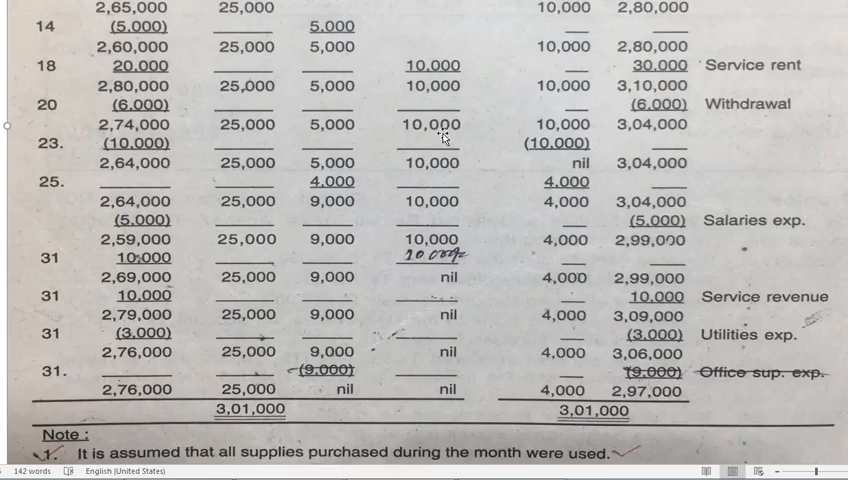 2,65,000 25,000 10,000 2,80,000
14 (5.000) 5.000
2,60,000 25,000 5,000 10,000 2,80,000
18 20.000 10.000 30.000 Service rent
2,80,000 25,000 5,000 10,000 10,000 3,10,000
20 (6.000) (6.000) Withdrawal
2,74,000 25,000 5,000 10,000 10,000 3,04,000
23. (10.000) (10.000)
2,64,000 25,000 5,000 10,000 nil 3,04,000
25. 4.000 4.000
2,64,000 25,000 9,000 10,000 4,000 3,04,000
(5.000) (5.000) Salaries exp.
2,59,000 25,000 9,000 10,000 4,000 2,99,000
31 10.000
2,69,000 25,000 9,000 nil 4,000 2,99,000
31 10.000 10.000 Service revenue
2,79,000 25,000 9,000 nil 4,000 3,09,000
31 (3.000) (3.000) Utilities exp.
2,76,000 25,000 9,000 nil 4,000 3,06,000
31. (9.000) (9.000) Office sup. exp.
2,76,000 25,000 nil nil 4,000 2,97,000
3,01,000 3,01,000
Note :
1. It is assumed that all supplies purchased during the month were used.
142 words English (United States)